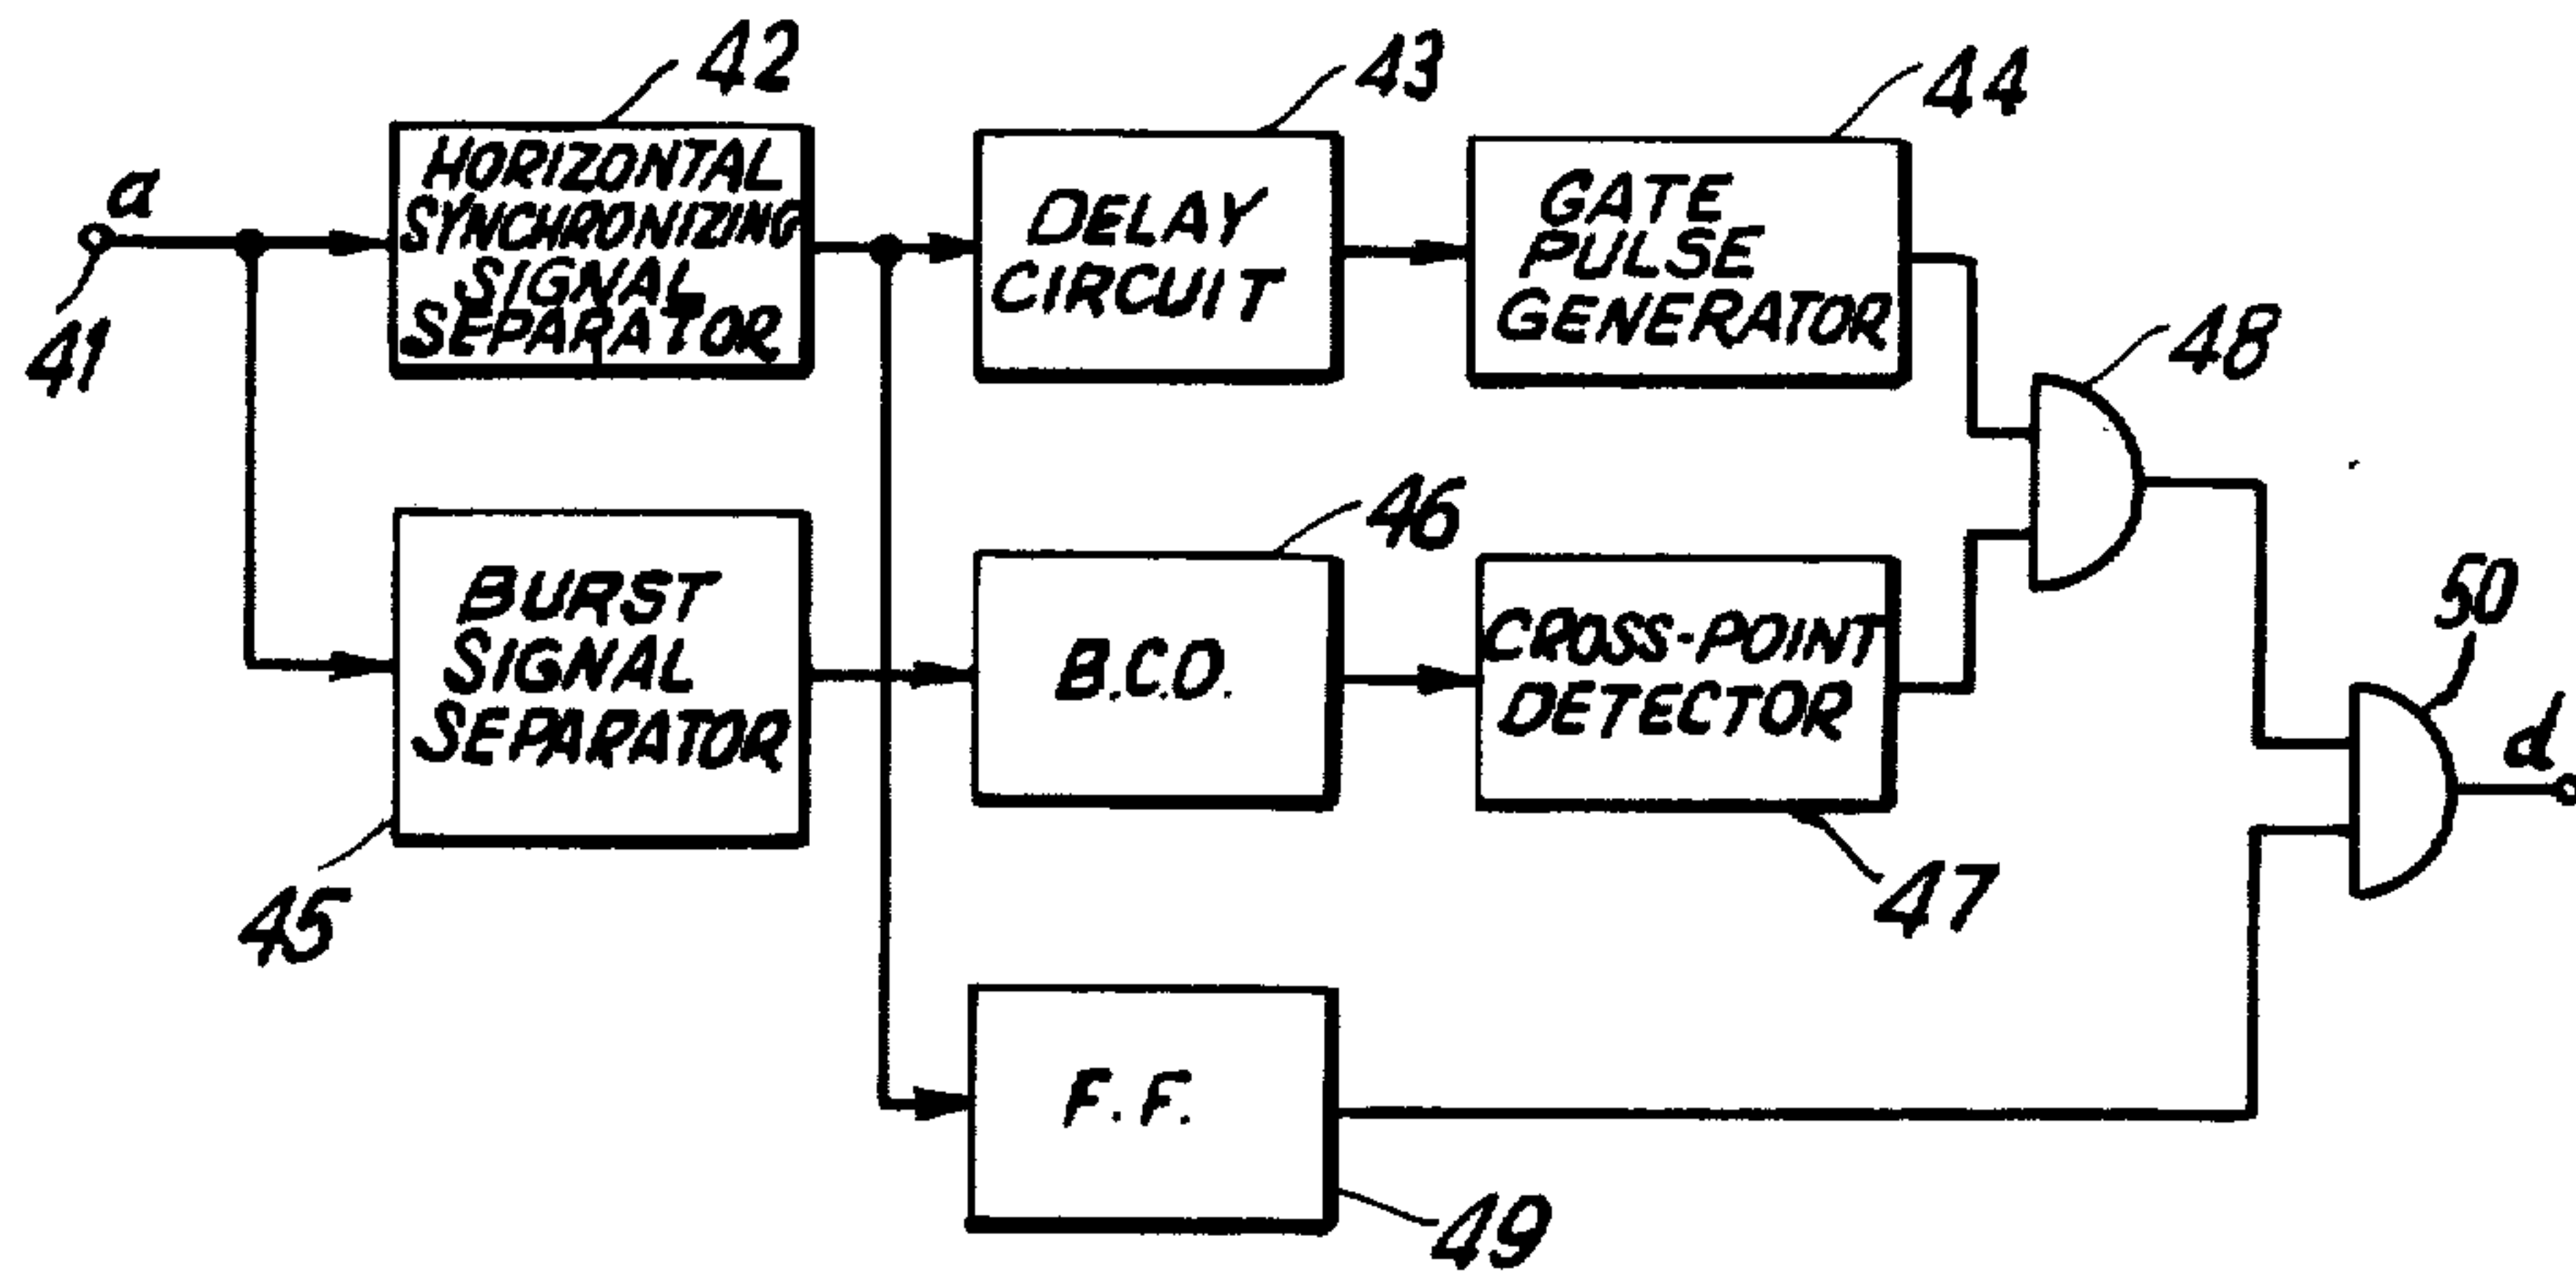 42
43
44
a
41
HORIZONTAL
SYNCHRONIZING
SIGNAL
SEPARATOR
DELAY
CIRCUIT
GATE
PULSE
GENERATOR
48
46
BURST
SIGNAL
SEPARATOR
B.C.O.
CROSS-POINT
DETECTOR
50
d
45
47
F.F.
49